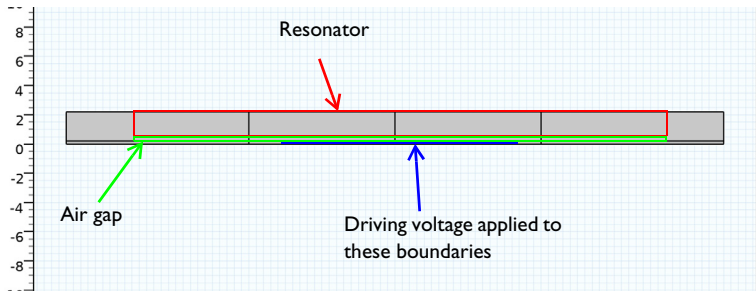 8
6
Resonator
4
2
0
-2
-4
Air gap
Driving voltage applied to
-6
these boundaries
-8